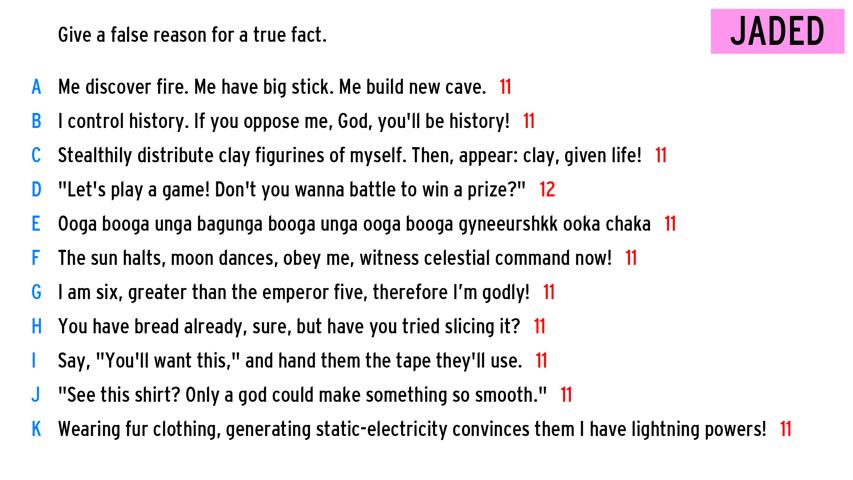 Give a false reason for a true fact.
JADED
A Me discover fire. Me have big stick. Me build new cave. 11
B I control history. If you oppose me, God, you'll be history! 11
C Stealthily distribute clay figurines of myself. Then, appear: clay, given life! 11
D "Let's play a game! Don't you wanna battle to win a prize?" 12
E Ooga booga unga bagunga booga unga ooga booga gyneeurshkk ooka chaka 11
F The sun halts, moon dances, obey me, witness celestial command now! 11
G I am six, greater than the emperor five, therefore I’m godly! 11
H You have bread already, sure, but have you tried slicing it? 11
I Say, "You'll want this," and hand them the tape they'll use. 11
J "See this shirt? Only a god could make something so smooth." 11
K Wearing fur clothing, generating static-electricity convinces them I have lightning powers! 11